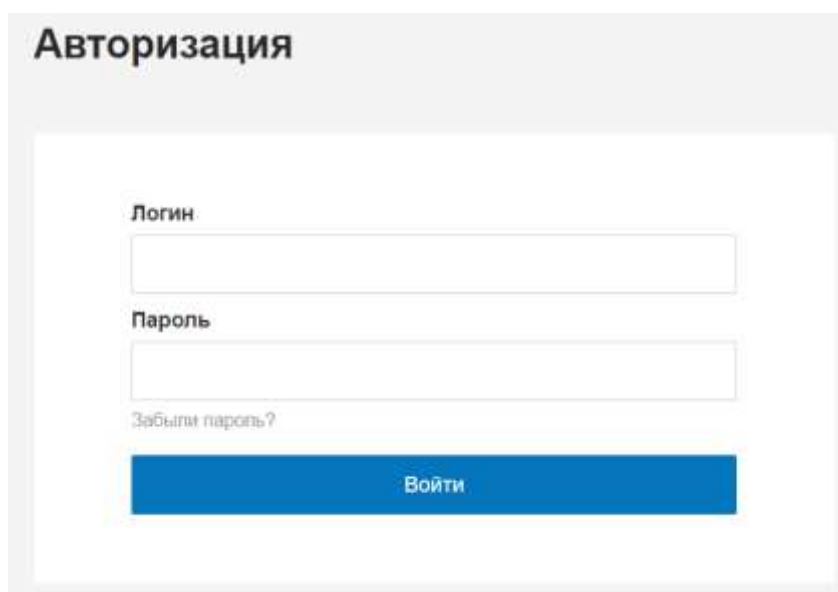 Авторизация
Логин
Пароль
Забыли пароль?
Войти